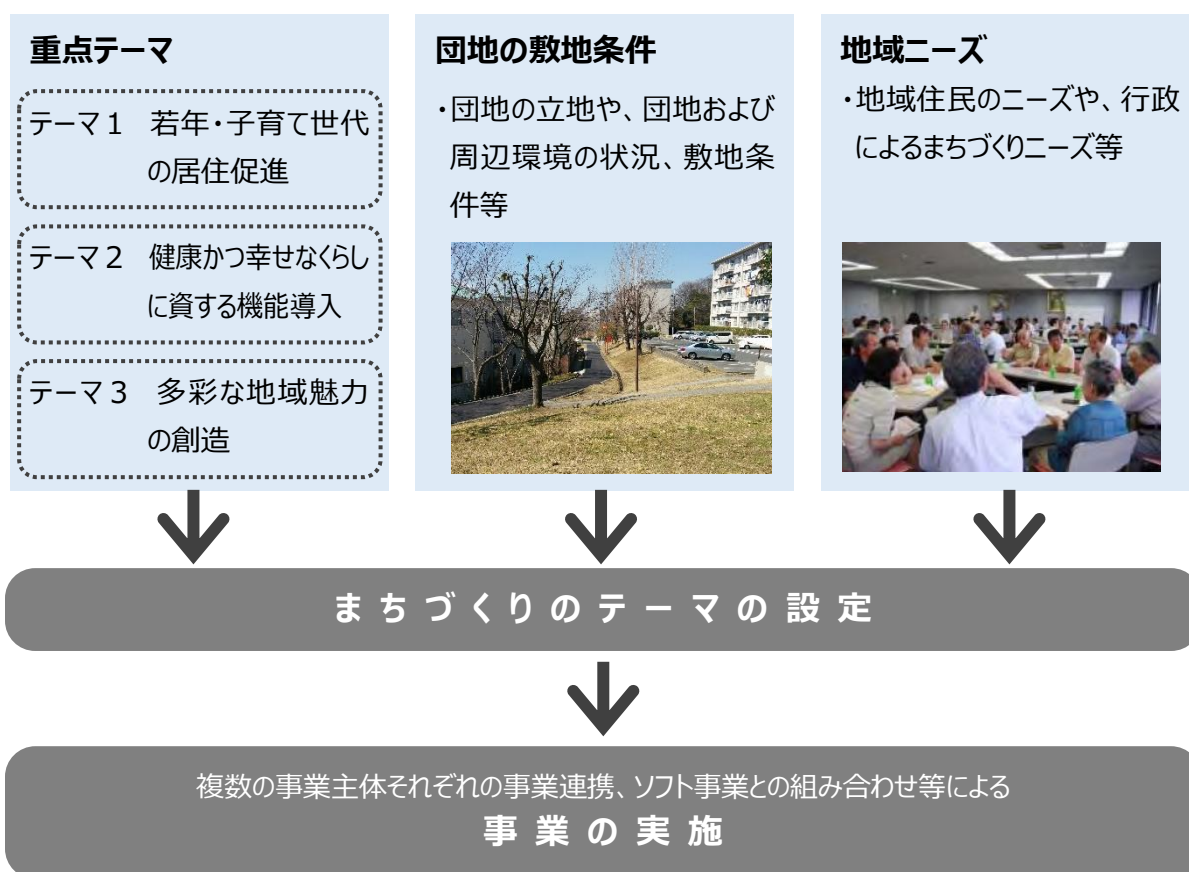 重点テーマ
テーマ1 若年・子育て世代
の居住促進
テーマ2 健康かつ幸せなくらし
に資する機能導入
テーマ3 多彩な地域魅力
の創造
団地の敷地条件
・団地の立地や、団地および
周辺環境の状況、敷地条
件等
地域ニーズ
・地域住民のニーズや、行政
によるまちづくりニーズ等
まちづくりのテーマの設定
複数の事業主体それぞれの事業連携、ソフト事業との組み合わせ等による
事業の実施